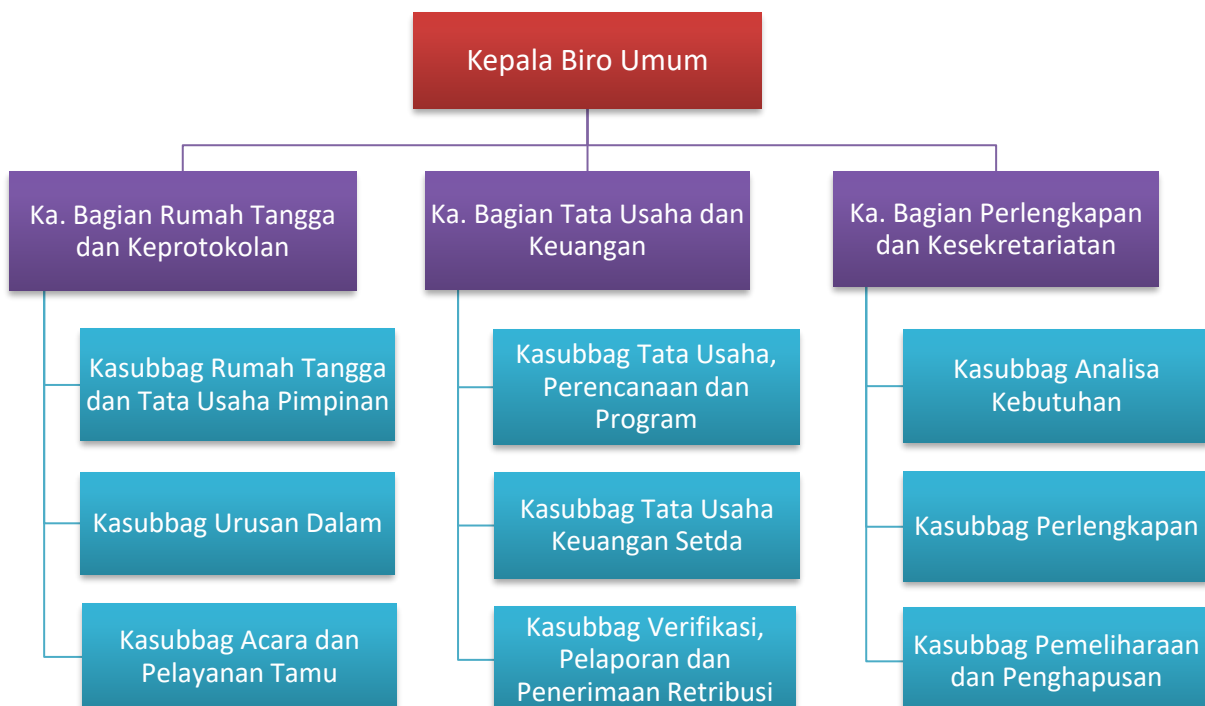 Kepala Biro Umum
Ka. Bagian Rumah Tangga
dan Keprotokolan
Kasubbag Rumah Tangga
dan Tata Usaha Pimpinan
Kasubbag Urusan Dalam
Kasubbag Acara dan
Pelayanan Tamu
Ka. Bagian Tata Usaha dan
Keuangan
Kasubbag Tata Usaha,
Perencanaan dan
Program
Kasubbag Tata Usaha
Keuangan Setda
Kasubbag Verifikasi,
Pelaporan dan
Penerimaan Retribusi
Ka. Bagian Perlengkapan
dan Kesekretariatan
Kasubbag Analisa
Kebutuhan
Kasubbag Perlengkapan
Kasubbag Pemeliharaan
dan Penghapusan